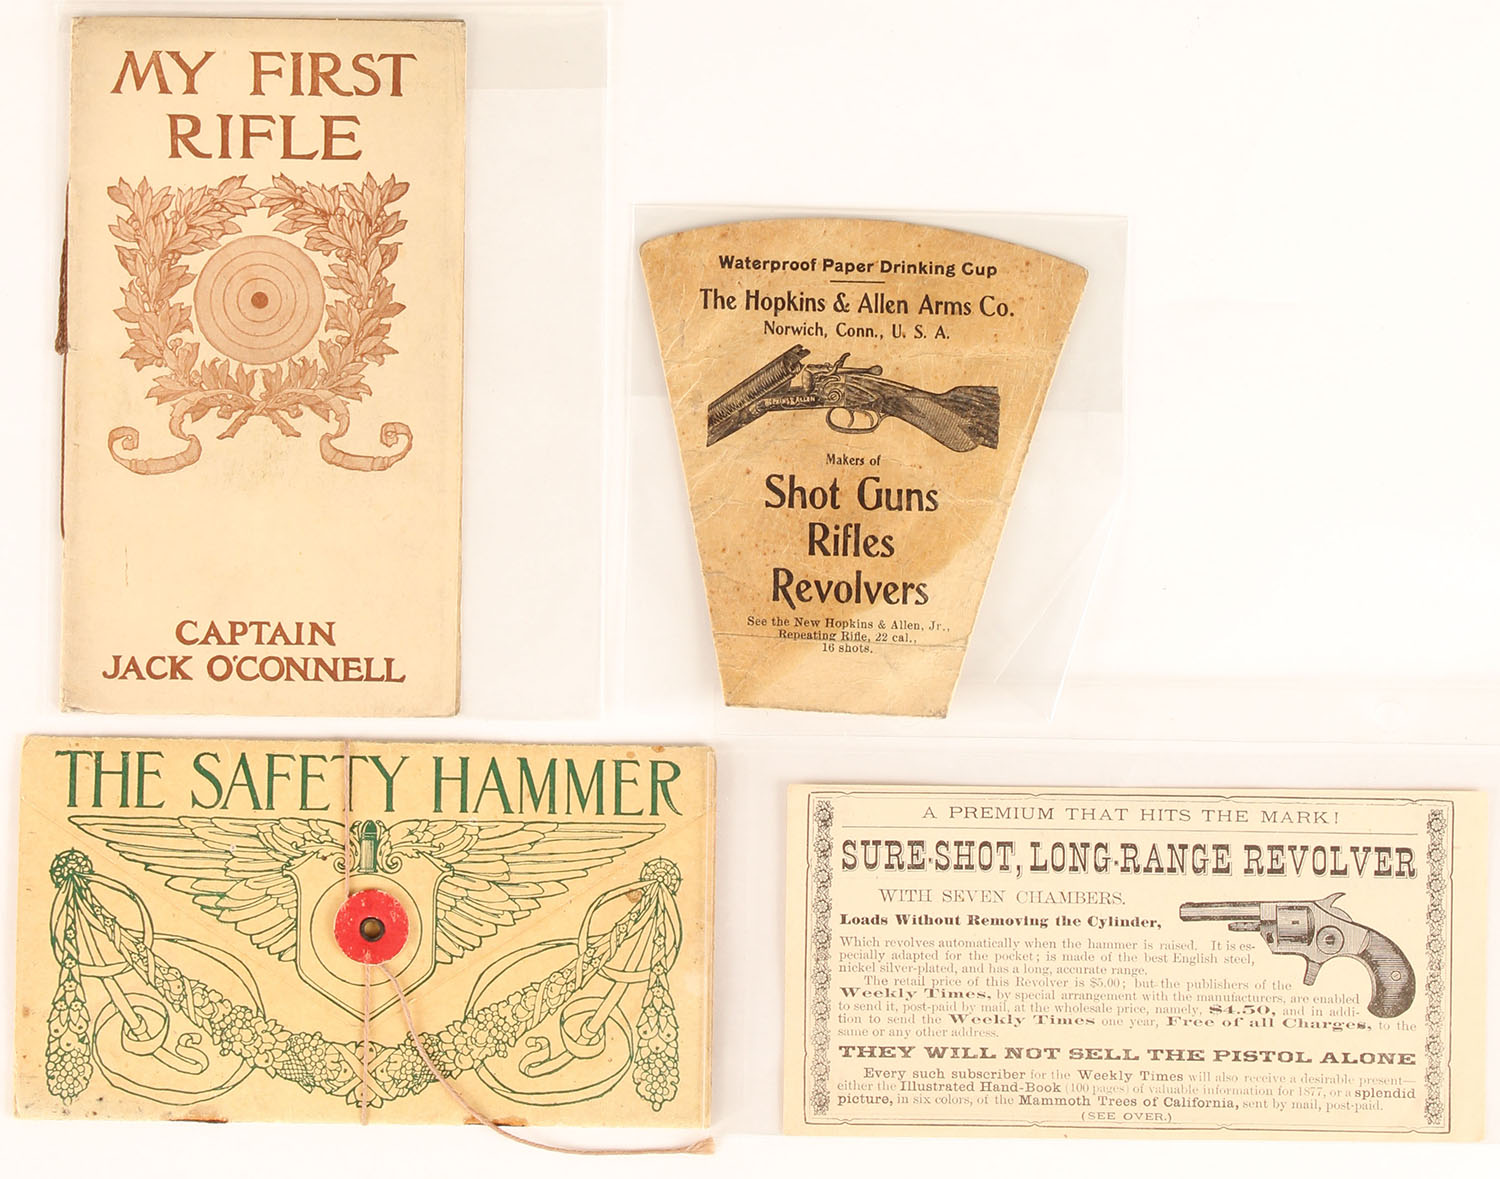 MY FIRST
RIFLE
CAPTAIN
JACK O'CONNELL
Waterproof Paper Drinking Cup
The Hopkins & Allen Arms Co.
Norwich, Conn., U. S. A.
HOPKINS & ALLEN
Makers of
Shot Guns
Rifles
Revolvers
See the New Hopkins & Allen, Jr.,
Repeating Rifle, 22 cal.,
16 shots.
THE SAFETY HAMMER
A PREMIUM THAT HITS THE MARK!
SURE-SHOT, LONG-RANGE REVOLVER
WITH SEVEN CHAMBERS.
Loads Without Removing the Cylinder,
Which revolves automatically when the hammer is raised. It is es-
pecially adapted for the pocket; is made of the best English steel,
nickel silver-plated, and has a long, accurate range.
The retail price of this Revolver is $5.00; but the publishers of the
Weekly Times, by special arrangement with the manufacturers, are enabled
to send it, post-paid by mail, at the wholesale price, namely, $4.50, and in addi-
tion to send the Weekly Times one year, Free of all Charges, to the
same or any other address.
THEY WILL NOT SELL THE PISTOL ALONE
Every such subscriber for the Weekly Times will also receive a desirable present—
either the Illustrated Hand-Book (100 pages) of valuable information for 1877, or a splendid
picture, in six colors, of the Mammoth Trees of California, sent by mail, post-paid.
(SEE OVER.)